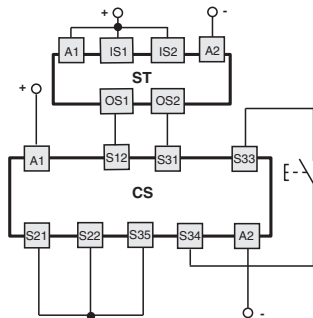 + -
A1 IS1 IS2 A2
ST
OS1 OS2
+
A1 S12 S31 S33
CS
S21 S22 S35 S34 A2
-